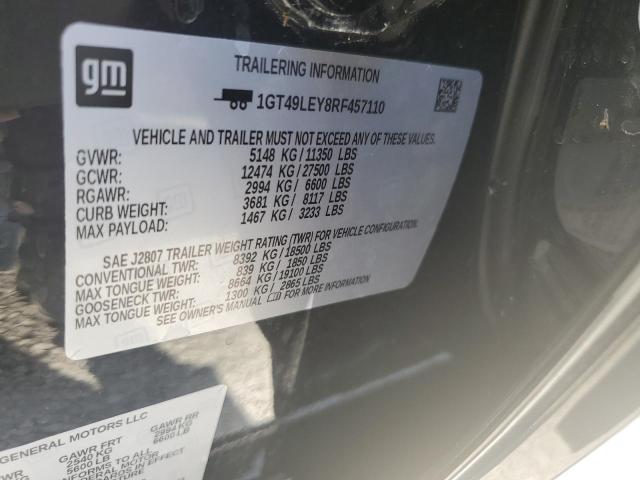 gm
TRAILERING INFORMATION
1GT49LEY8RF457110
VEHICLE AND TRAILER MUST NOT EXCEED ANY OF THESE VALUES.
GVWR: 5148 KG/11350 LBS
GCWR: 12474 KG/27500 LBS
RGAWR: 2994 KG/ 6600 LBS
CURB WEIGHT: 3681 KG/ 8117 LBS
MAX PAYLOAD: 1467 KG/ 3233 LBS
SAE J2807 TRAILER WEIGHT RATING (TWR) FOR VEHICLE CONFIGURATION.
CONVENTIONAL TWR: 8392 KG/18500 LBS
MAX TONGUE WEIGHT: 839 KG/ 1850 LBS
GOOSENECK TWR: 8664 KG/19100 LBS
MAX TONGUE WEIGHT: 1300 KG/ 2865 LBS
SEE OWNER'S MANUAL FOR MORE INFORMATION
GENERAL MOTORS LLC
GAWR FRT GAWR RR
2540 KG 2994 KG
5600 LB 6600 LB